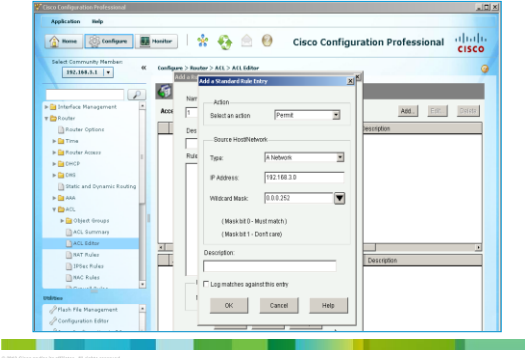 Cisco Configuration Professional
Application Help
Home Configure Monitor
Cisco Configuration Professional
CISCO
Select Community Member:
192.168.5.1
Configure > Router > ACL > ACL Editor
Interface Management
Router
Router Options
Time
Router Access
DHCP
DNS
Static and Dynamic Routing
AAA
ACL
Object Groups
ACL Summary
ACL Editor
NAT Rules
IPSec Rules
NAC Rules
Utilities
Flash File Management
Configuration Editor
Add... Edit... Delete
Description
Add a Standard Rule Entry
Action
Select an action
Permit
Source Host/Network
Type:
A Network
IP Address:
192.168.3.0
Wildcard Mask:
0.0.0.252
(Mask bit 0 - Must match)
(Mask bit 1 - Don't care)
Description:
Log matches against this entry
OK Cancel Help